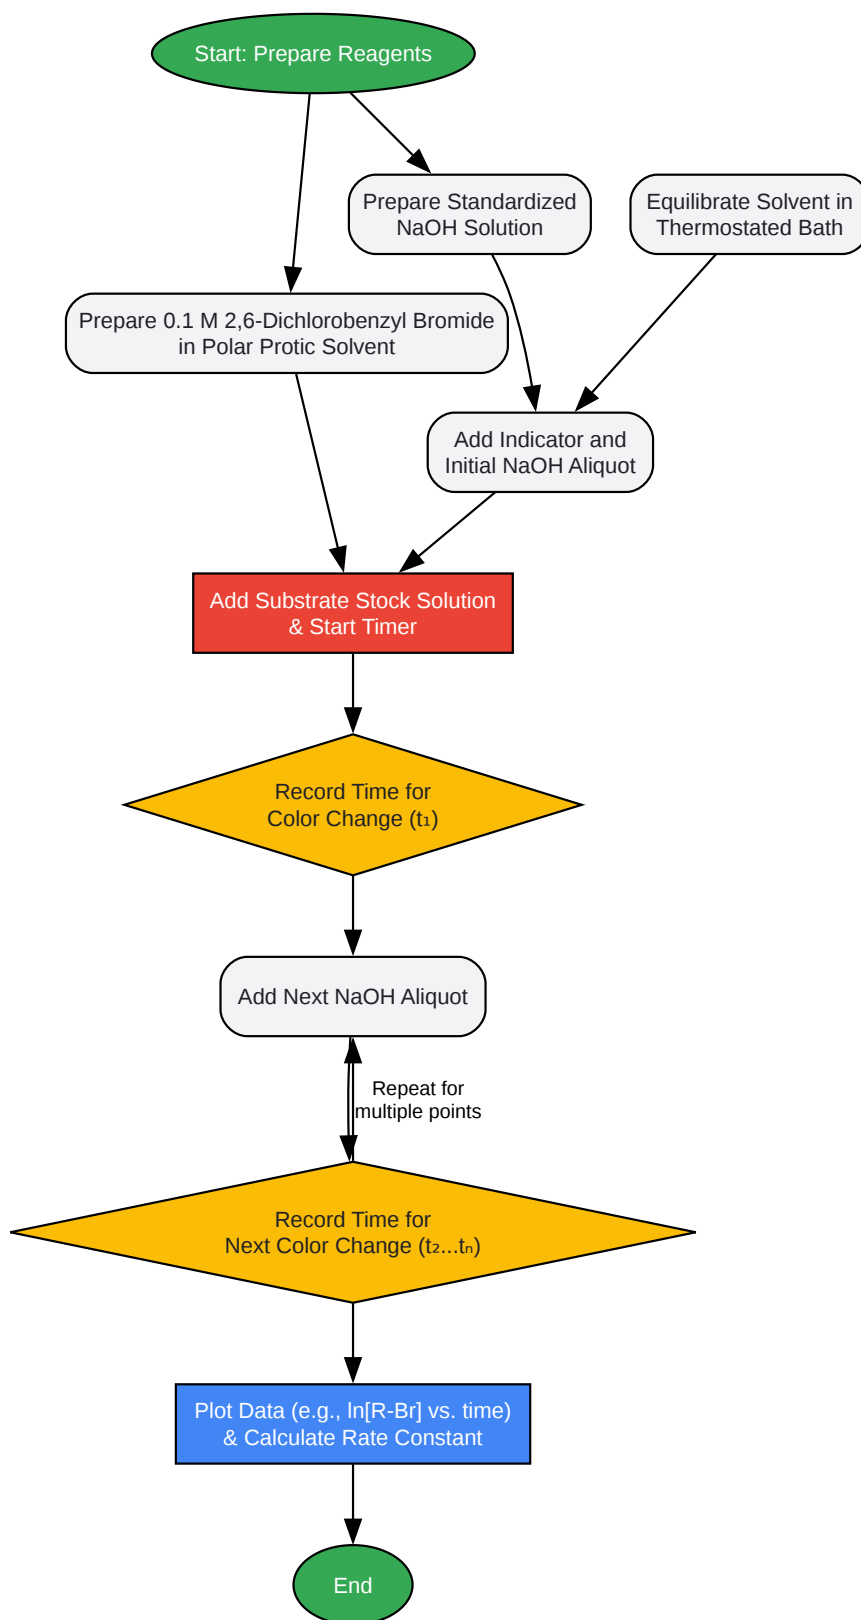 Start: Prepare Reagents
Prepare Standardized
NaOH Solution
Equilibrate Solvent in
Thermostated Bath
Prepare 0.1 M 2,6-Dichlorobenzyl Bromide
in Polar Protic Solvent
Add Indicator and
Initial NaOH Aliquot
Add Substrate Stock Solution
& Start Timer
Record Time for
Color Change (t₁)
Add Next NaOH Aliquot
Repeat for
multiple points
Record Time for
Next Color Change (t₂...tₙ)
Plot Data (e.g., ln[R-Br] vs. time)
& Calculate Rate Constant
End